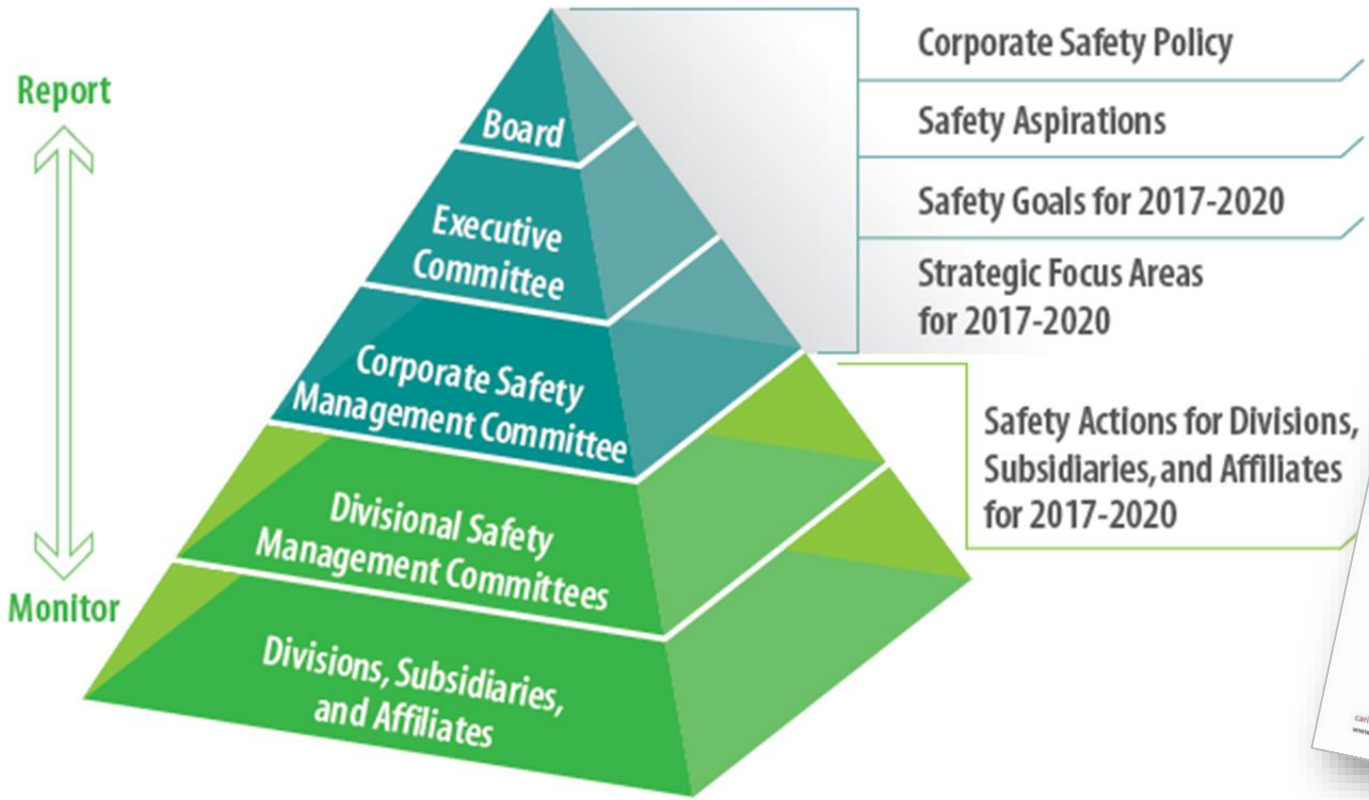 Report
Monitor
Board
Executive
Committee
Corporate Safety
Management Committee
Divisional Safety
Management Committees
Divisions, Subsidiaries,
and Affiliates
Corporate Safety Policy
Safety Aspirations
Safety Goals for 2017-2020
Strategic Focus Areas
for 2017-2020
Safety Actions for Divisions,
Subsidiaries, and Affiliates
for 2017-2020